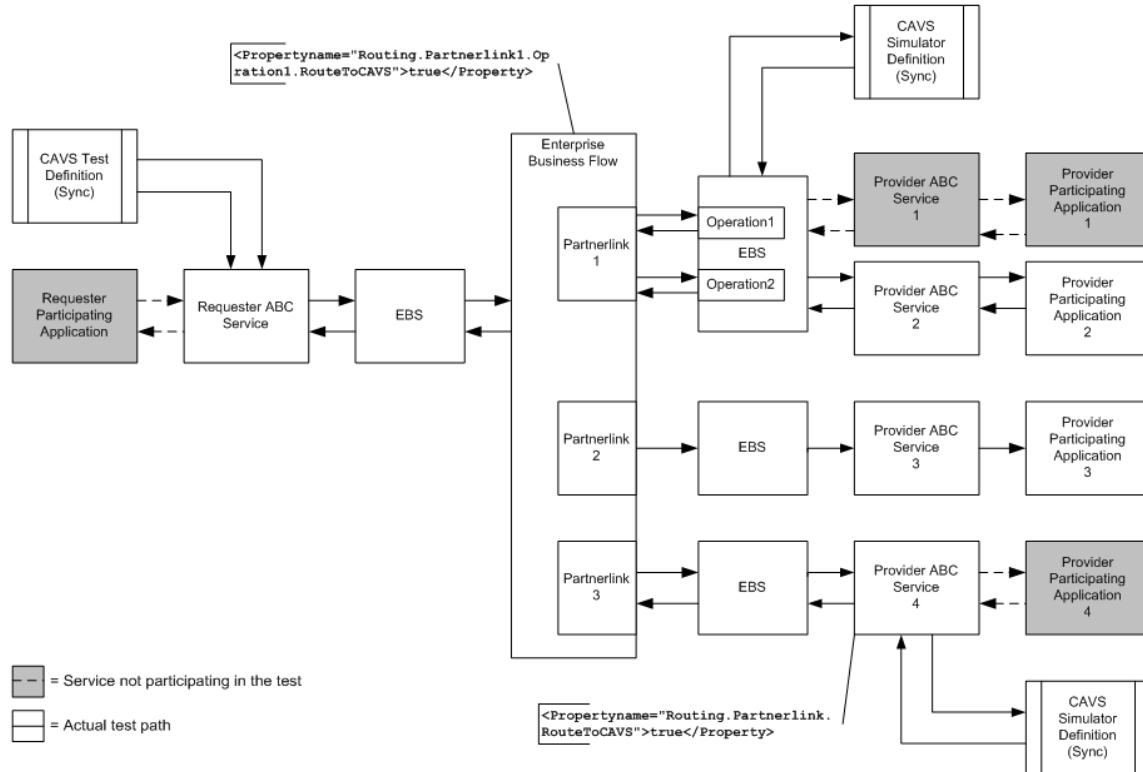 CAVS
Simulator
Definition
(Sync)
<Propertyname="Routing.Partnerlink1.Op
ration1.RouteToCAVS">true</Property>
CAVS Test
Definition
(Sync)
Enterprise
Business Flow
Requester
Participating
Application
Requester ABC
Service
EBS
Partnerlink
1
Operation1
EBS
Operation2
Provider ABC
Service
1
Provider
Participating
Application
1
Provider ABC
Service
2
Provider
Participating
Application
2
Partnerlink
2
EBS
Provider ABC
Service
3
Provider
Participating
Application
3
Partnerlink
3
EBS
Provider ABC
Service
4
Provider
Participating
Application
4
= Service not participating in the test
= Actual test path
<Propertyname="Routing.Partnerlink.
RouteToCAVS">true</Property>
CAVS
Simulator
Definition
(Sync)